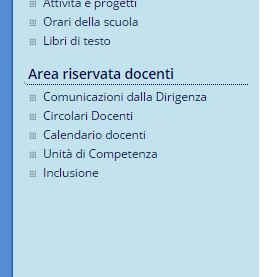 Attività e progetti
Orari della scuola
Libri di testo
Area riservata docenti
Comunicazioni dalla Dirigenza
Circolari Docenti
Calendario docenti
Unità di Competenza
Inclusione